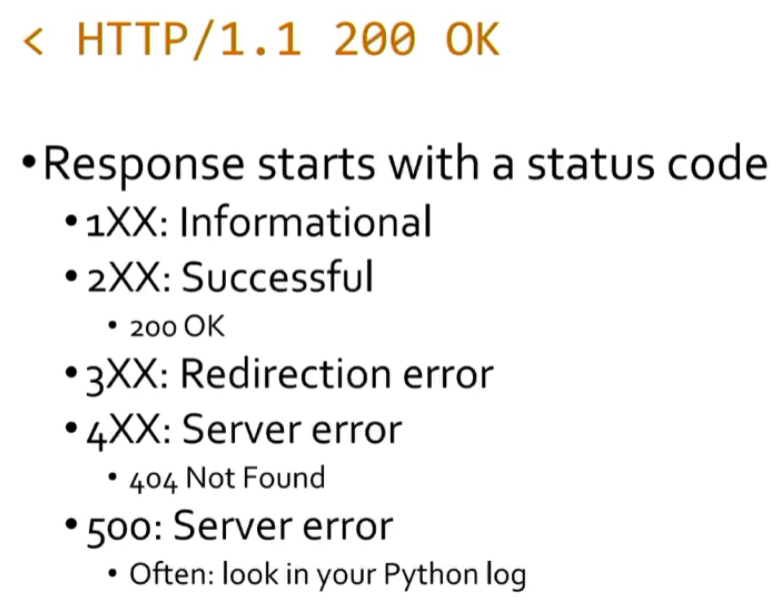 < HTTP/1.1 200 OK
•Response starts with a status code
•1XX: Informational
•2XX: Successful
•200 OK
•3XX: Redirection error
•4XX: Server error
•404 Not Found
•500: Server error
•Often: look in your Python log